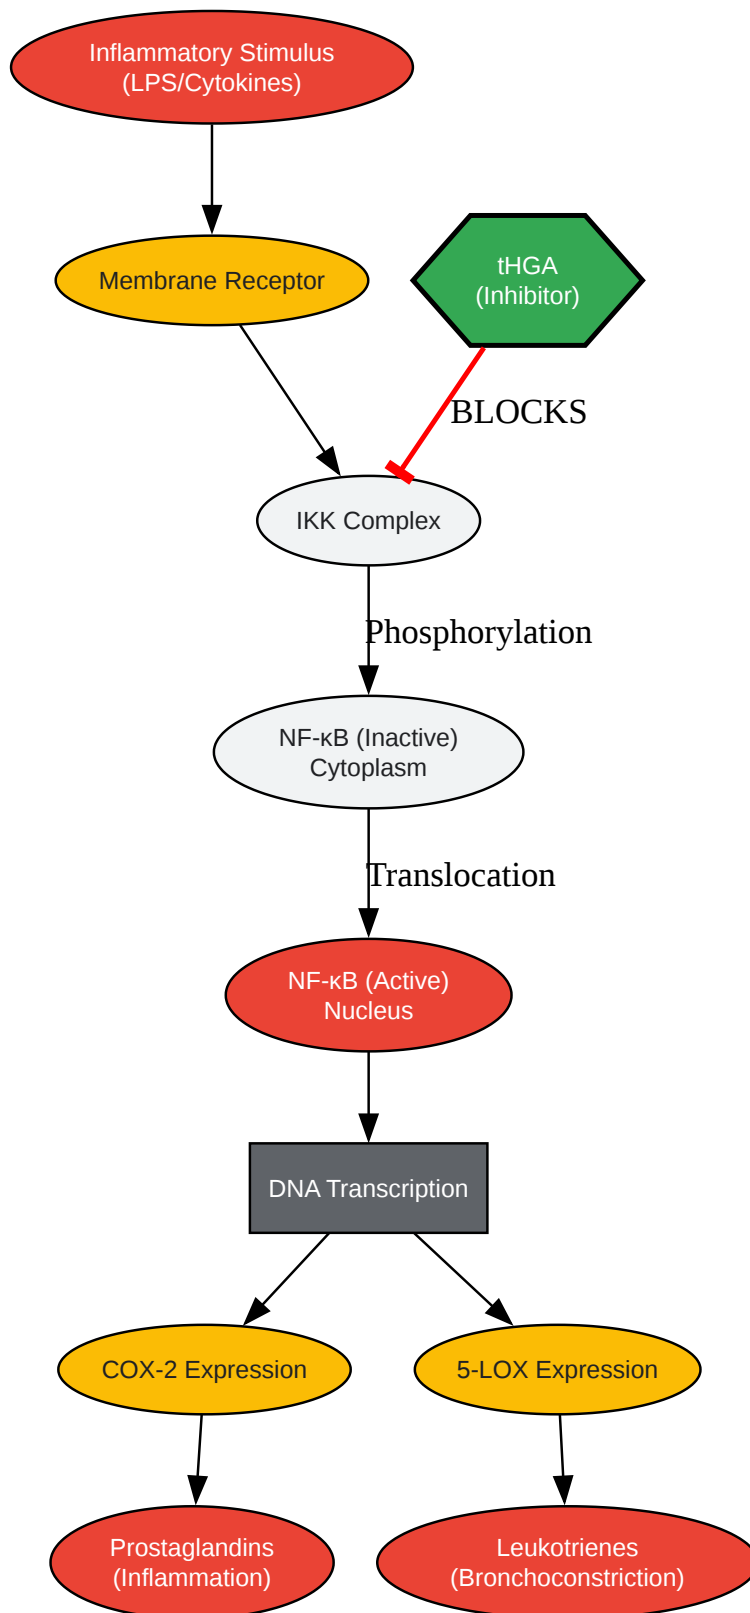 Inflammatory Stimulus
(LPS/Cytokines)
Membrane Receptor
tHGA
(Inhibitor)
BLOCKS
IKK Complex
Phosphorylation
NF-κB (Inactive)
Cytoplasm
Translocation
NF-κB (Active)
Nucleus
DNA Transcription
COX-2 Expression
5-LOX Expression
Prostaglandins
(Inflammation)
Leukotrienes
(Bronchoconstriction)